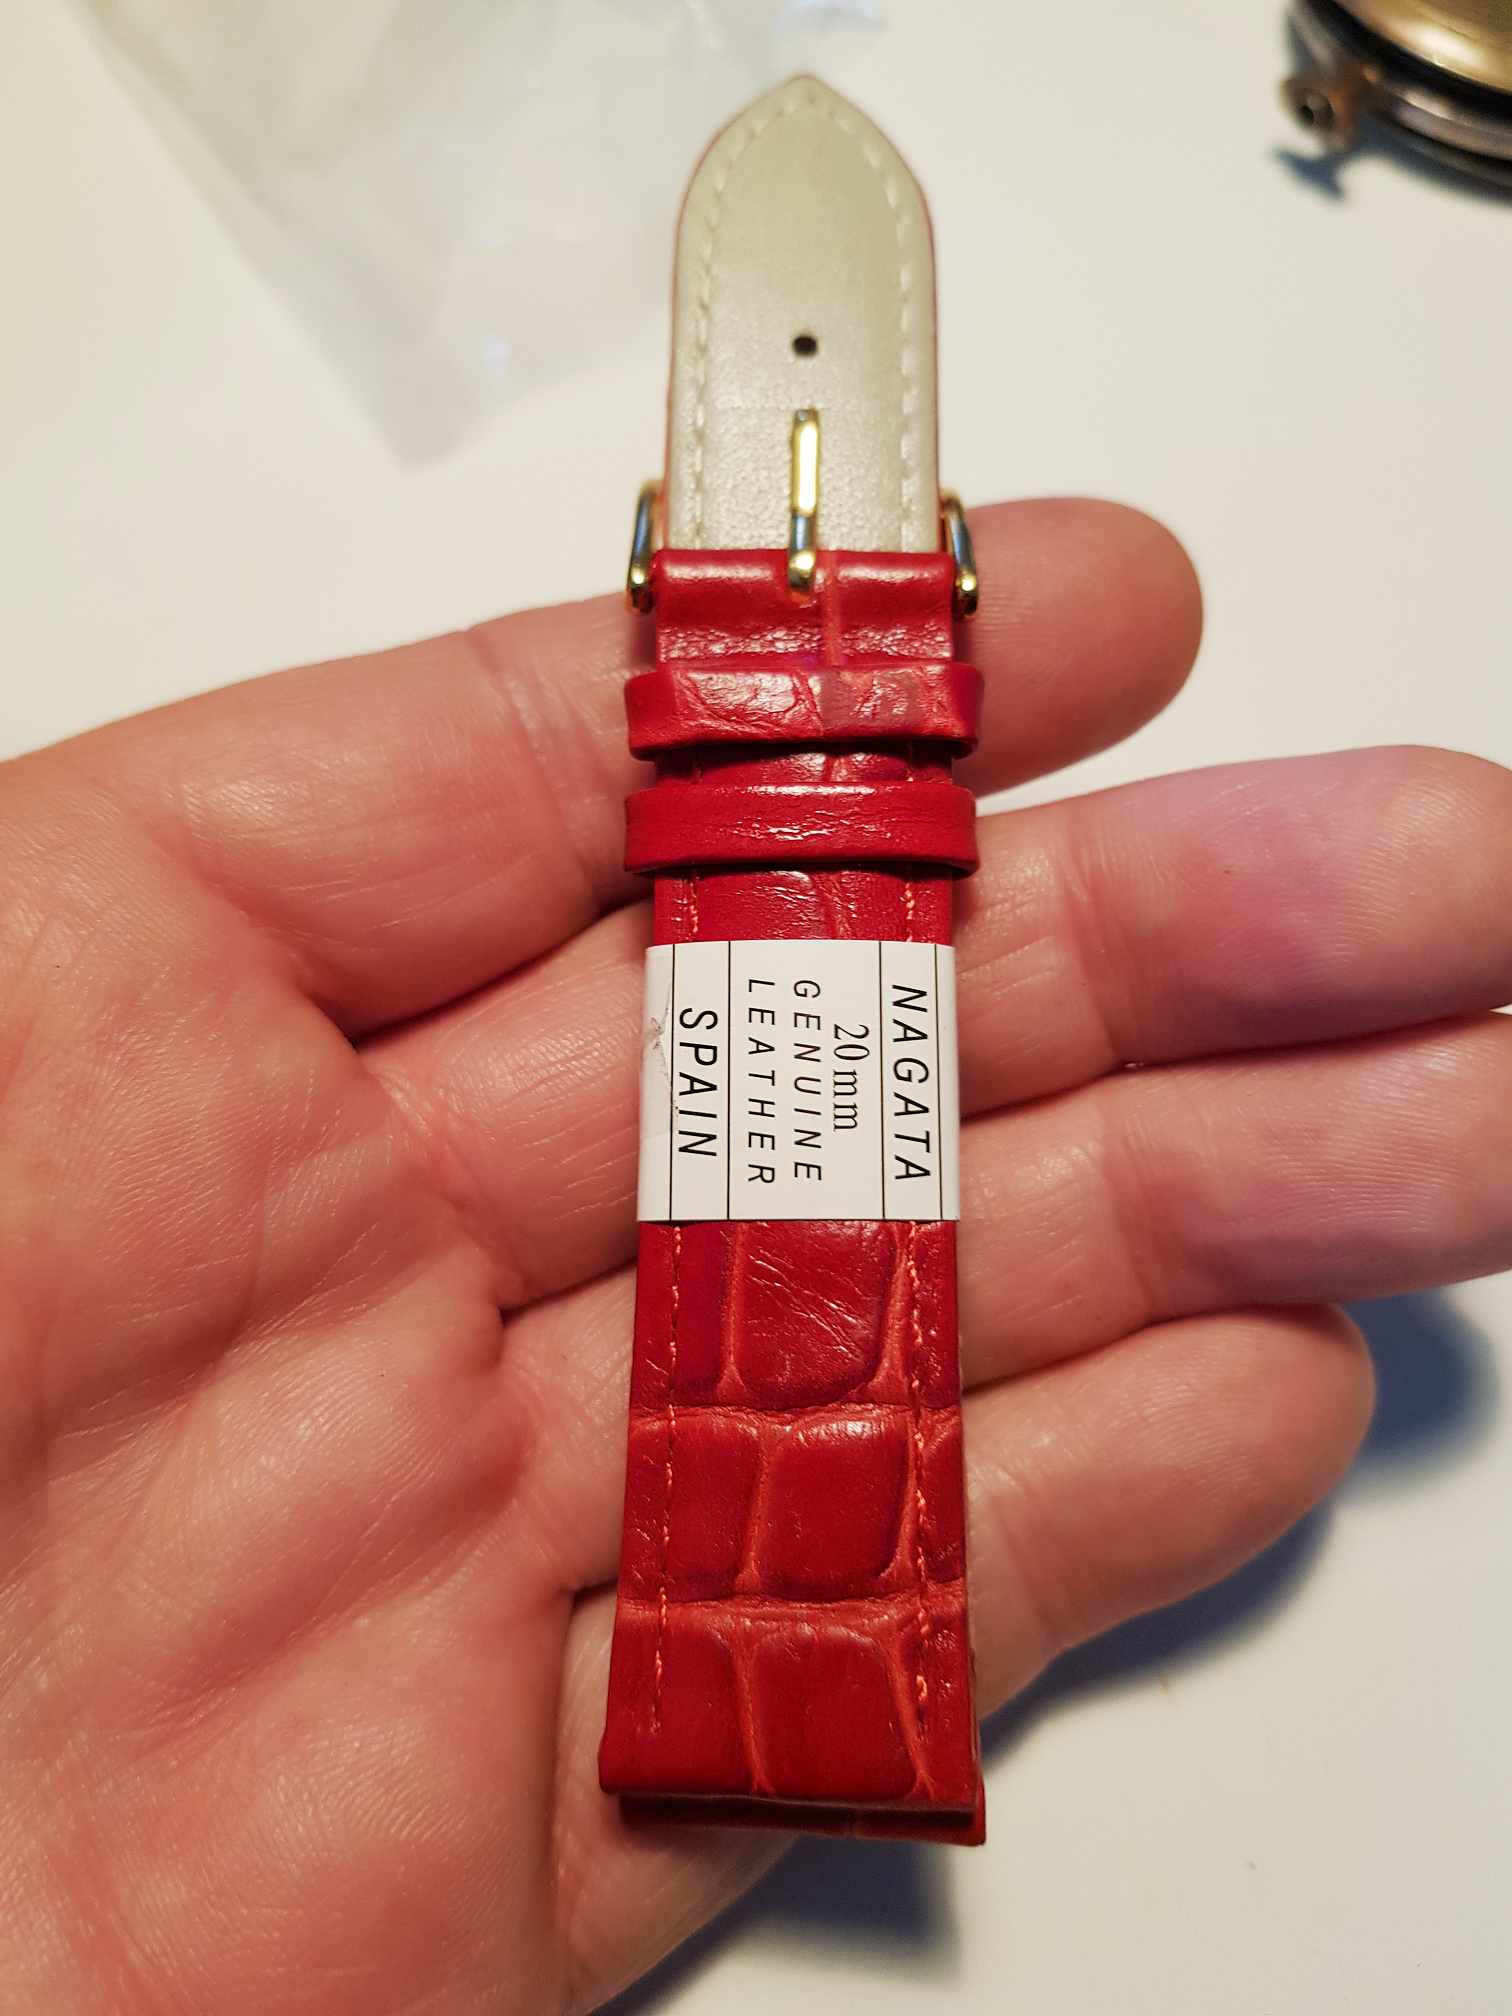 NAGATA
20mm
GENUINE
LEATHER
SPAIN